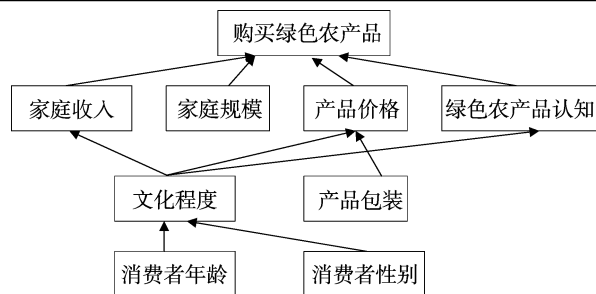 购买绿色农产品
家庭收入
家庭规模
产品价格
绿色农产品认知
文化程度
产品包装
消费者年龄
消费者性别